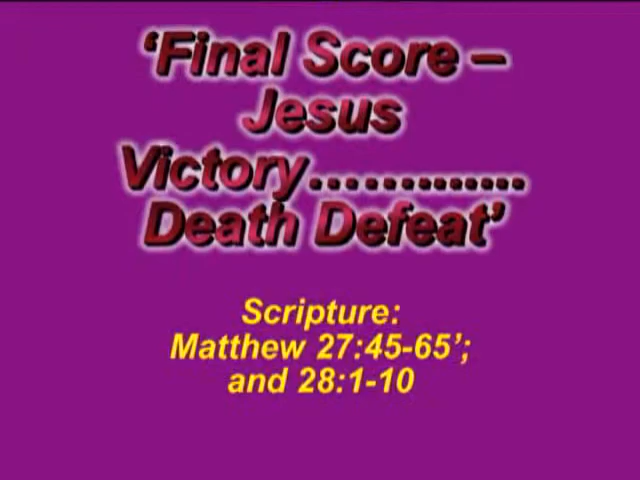 ‘Final Score –
Jesus
Victory.............
Death Defeat’
Scripture:
Matthew 27:45-65’;
and 28:1-10